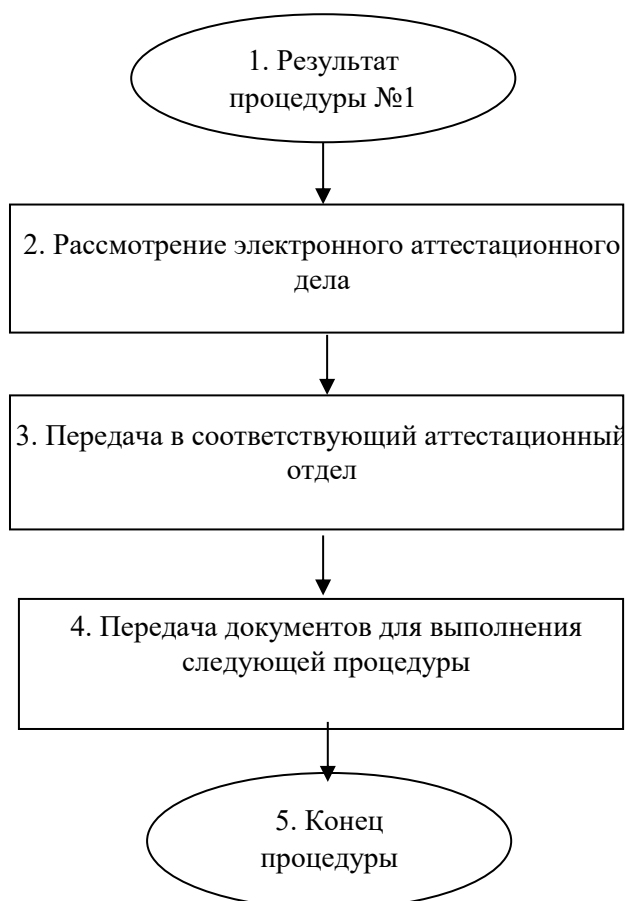 1. Результат
процедуры №1
2. Рассмотрение электронного аттестационного
дела
3. Передача в соответствующий аттестационный
отдел
4. Передача документов для выполнения
следующей процедуры
5. Конец
процедуры